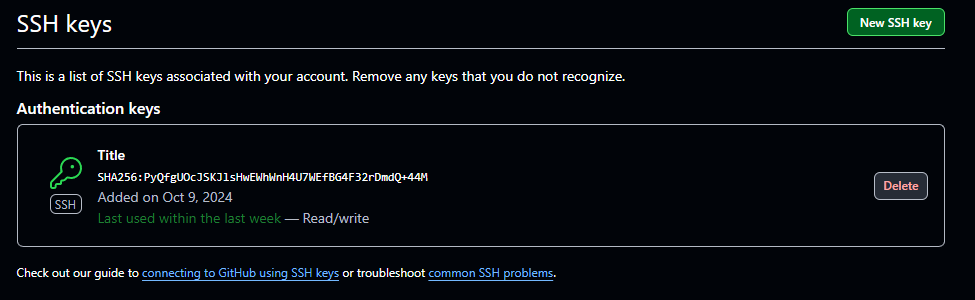 SSH keys
New SSH key
This is a list of SSH keys associated with your account. Remove any keys that you do not recognize.
Authentication keys
Title
SHA256:PyQfgUOcJSKJlsHwEWhWnH4U7WEfBG4F32rDmdQ+44M
SSH
Added on Oct 9, 2024
Last used within the last week — Read/write
Delete
Check out our guide to connecting to GitHub using SSH keys or troubleshoot common SSH problems.